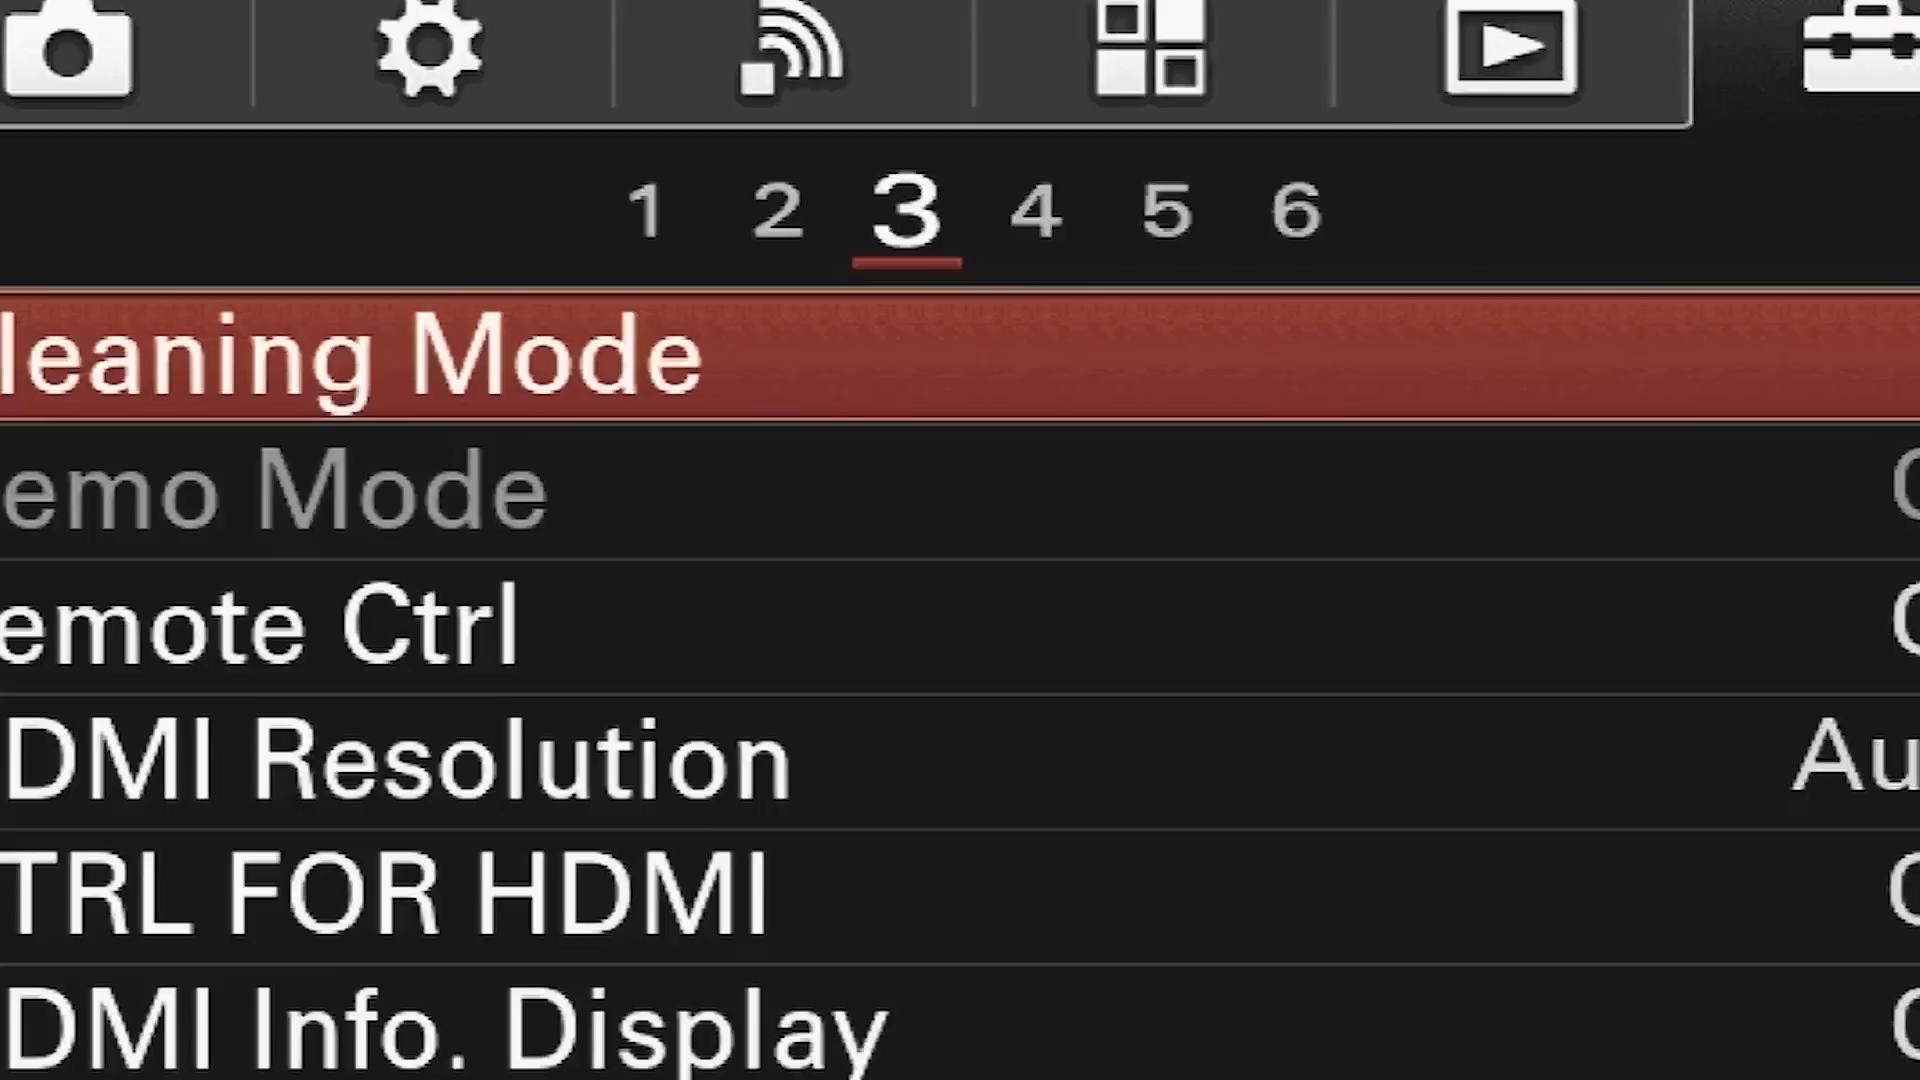 1 2 3 4 5 6
leaning Mode
emo Mode
emote Ctrl
DMI Resolution Au
TRL FOR HDMI
DMI Info. Display